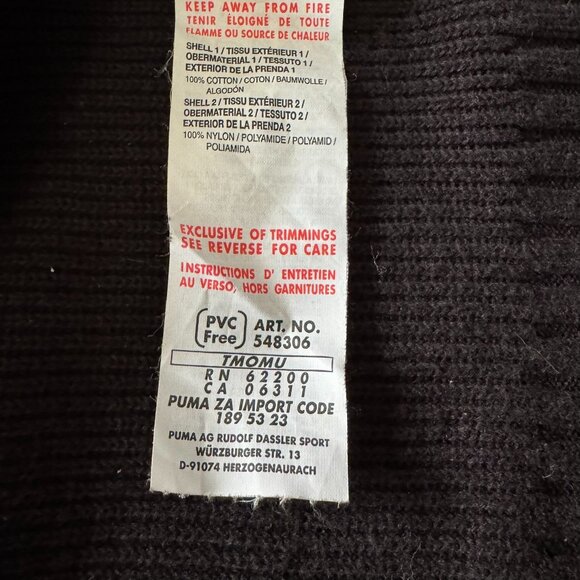 KEEP AWAY FROM FIRE
TENIR ÉLOIGNÉ DE TOUTE
FLAMME OU SOURCE DE CHALEUR
SHELL 1 / TISSU EXTÉRIEUR 1 /
OBERMATERIAL 1 / TESSUTO 1 /
EXTERIOR DE LA PRENDA 1
100% COTTON / COTON / BAUMWOLLE /
ALGODÓN
SHELL 2 / TISSU EXTÉRIEUR 2 /
OBERMATERIAL 2 / TESSUTO 2 /
EXTERIOR DE LA PRENDA 2
100% NYLON / POLYAMIDE / POLYAMID /
POLIAMIDA
EXCLUSIVE OF TRIMMINGS
SEE REVERSE FOR CARE
INSTRUCTIONS D' ENTRETIEN
AU VERSO, HORS GARNITURES
PVC Free ART. NO.
548306
TMOMU
RN 62200
CA 06311
PUMA ZA IMPORT CODE
189 53 23
PUMA AG RUDOLF DASSLER SPORT
WÜRZBURGER STR. 13
D-91074 HERZOGENAURACH